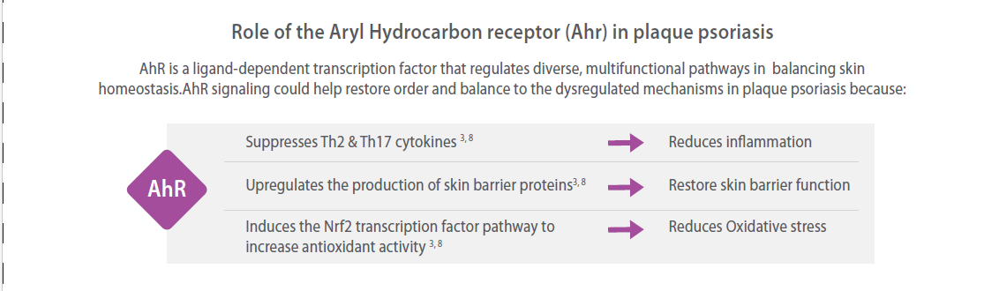 Role of the Aryl Hydrocarbon receptor (Ahr) in plaque psoriasis
AhR is a ligand-dependent transcription factor that regulates diverse, multifunctional pathways in balancing skin
homeostasis.AhR signaling could help restore order and balance to the dysregulated mechanisms in plaque psoriasis because:
AhR
Suppresses Th2 & Th17 cytokines 3, 8
Reduces inflammation
Upregulates the production of skin barrier proteins3, 8
Restore skin barrier function
Induces the Nrf2 transcription factor pathway to
increase antioxidant activity 3, 8
Reduces Oxidative stress